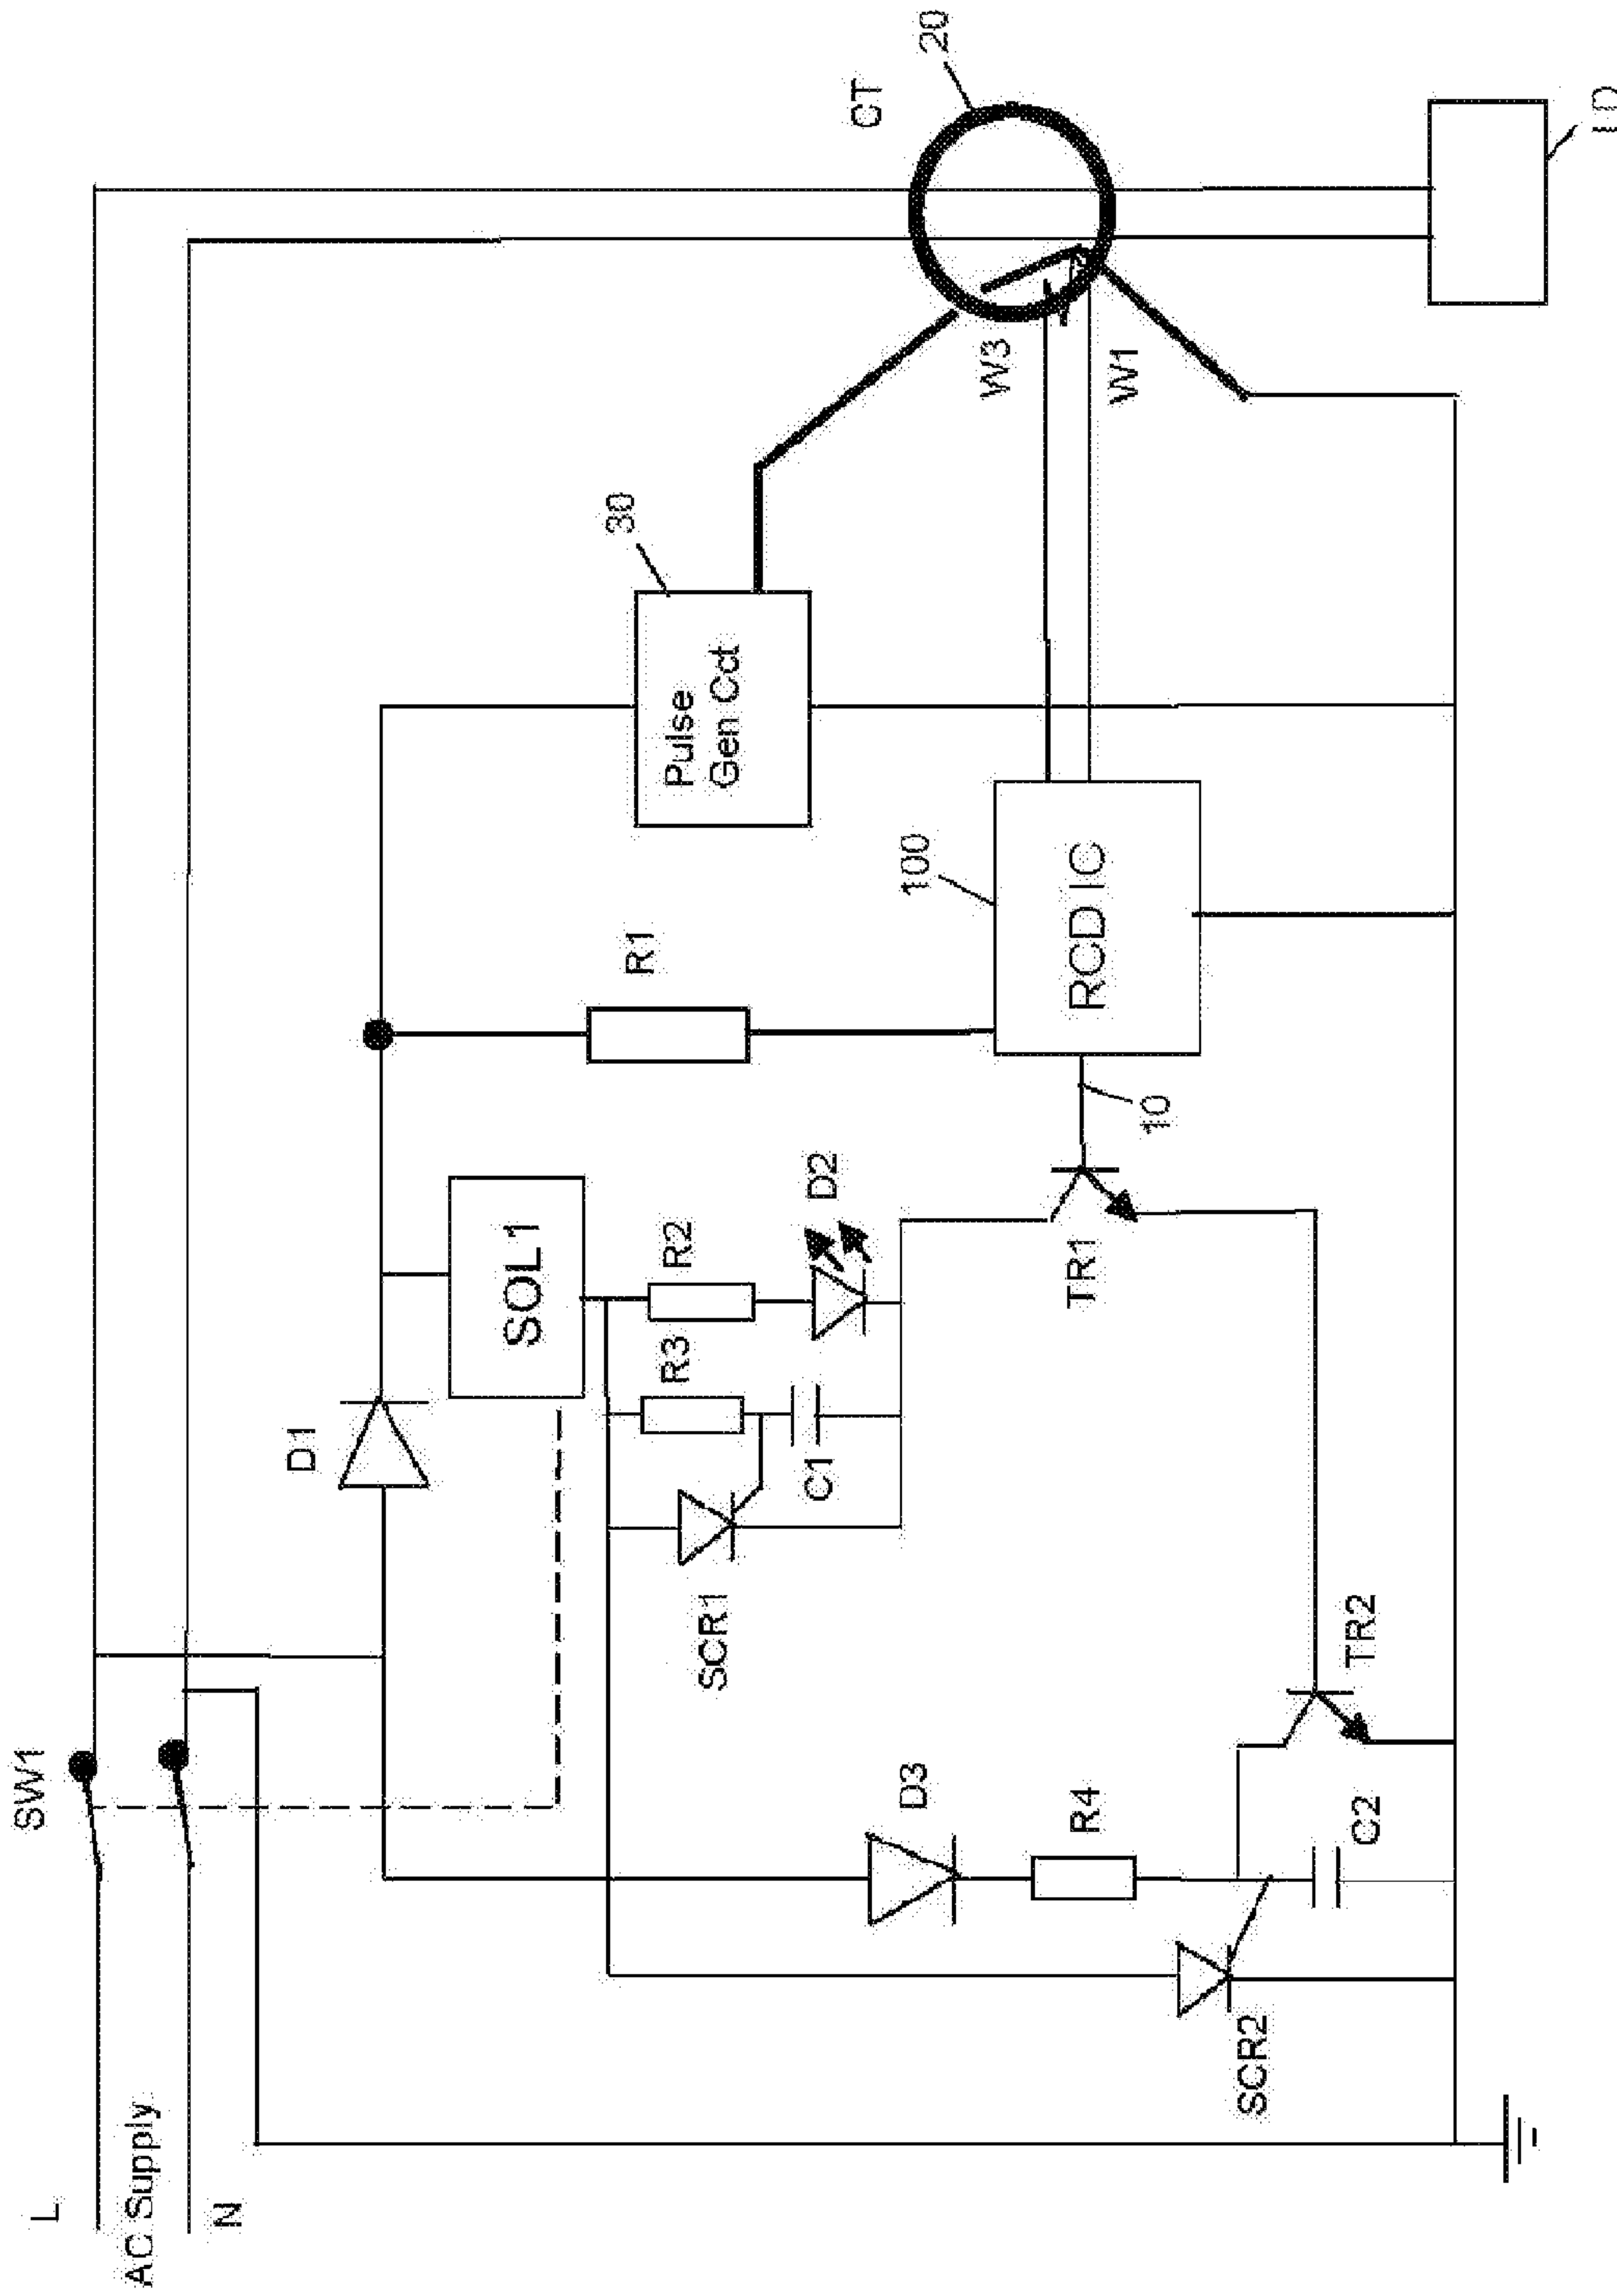 L
AC Supply
N
SW1
D1
SOL1
R3
R2
D2
SCR1
C1
R1
30
Pulse
Gen Cct
100
RCD IC
10
TR1
W3
W1
CT
20
D3
R4
C2
SCR2
TR2